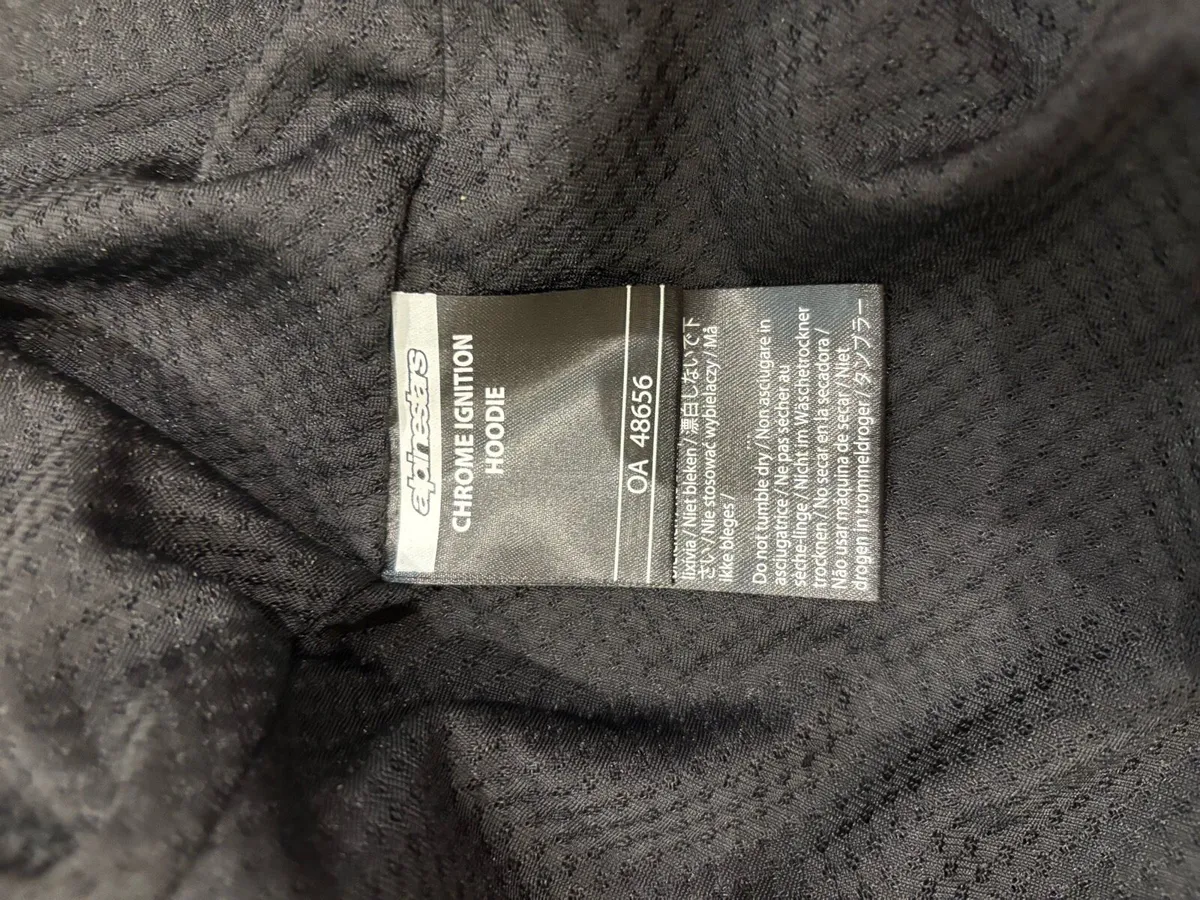 alpinestars
CHROME IGNITION
HOODIE
OA 48656
lixivia / Niet bleken / 漂白しないで下
さい / Nie stosować wybielaczy / Må
ikke bleges /
Do not tumble dry / Non asciugare in
asciugatrice / Ne pas sécher au
sèche-linge / Nicht im Wäschetrockner
trocknen / No secar en la secadora /
Não usar máquina de secar / Niet
drogen in trommeldroger / タンブラー